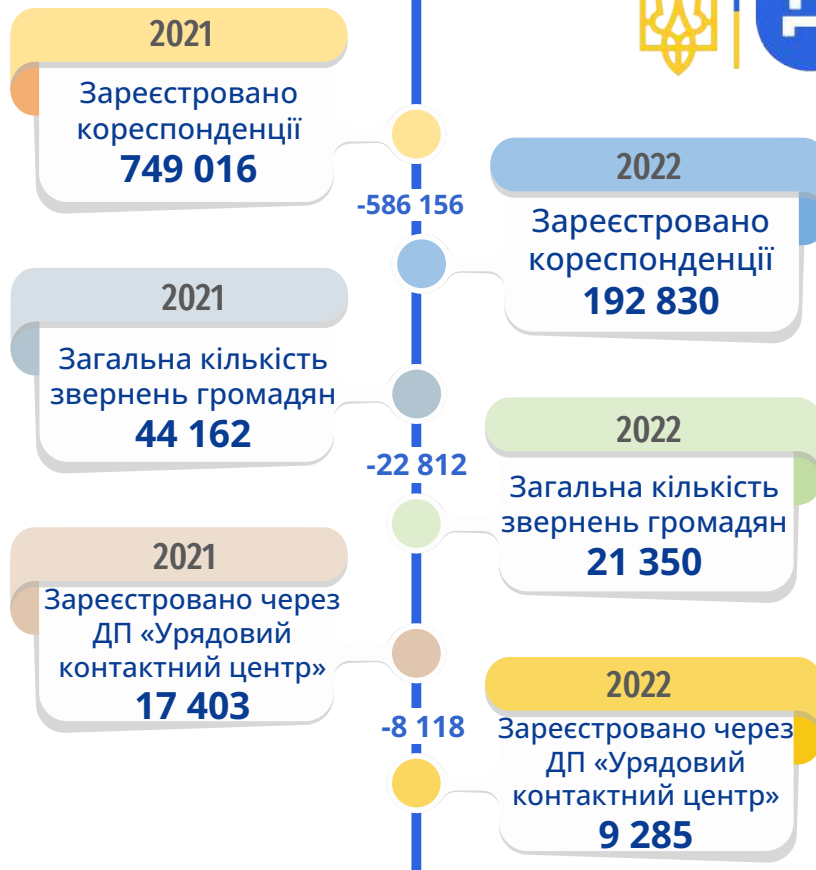 2021
Зареєстровано
кореспонденції
749 016
-586 156
2022
Зареєстровано
кореспонденції
192 830
2021
Загальна кількість
звернень громадян
44 162
-22 812
2022
Загальна кількість
звернень громадян
21 350
2021
Зареєстровано через
ДП «Урядовий
контактний центр»
17 403
-8 118
2022
Зареєстровано через
ДП «Урядовий
контактний центр»
9 285